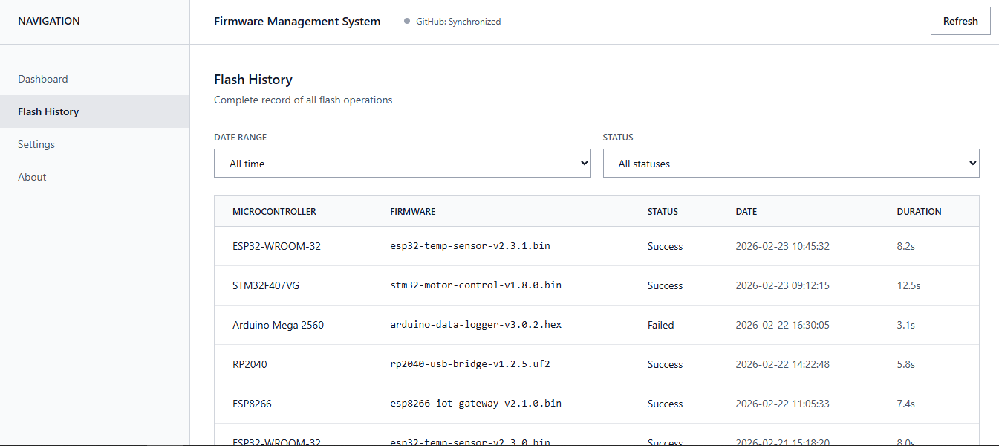 NAVIGATION
Firmware Management System GitHub: Synchronized Refresh
Dashboard
Flash History
Settings
About
Flash History
Complete record of all flash operations
DATE RANGE STATUS
All time All statuses
MICROCONTROLLER FIRMWARE STATUS DATE DURATION
ESP32-WROOM-32 esp32-temp-sensor-v2.3.1.bin Success 2026-02-23 10:45:32 8.2s
STM32F407VG stm32-motor-control-v1.8.0.bin Success 2026-02-23 09:12:15 12.5s
Arduino Mega 2560 arduino-data-logger-v3.0.2.hex Failed 2026-02-22 16:30:05 3.1s
RP2040 rp2040-usb-bridge-v1.2.5.uf2 Success 2026-02-22 14:22:48 5.8s
ESP8266 esp8266-iot-gateway-v2.1.0.bin Success 2026-02-22 11:05:33 7.4s
ESP32-WROOM-32 esp32-temp-sensor-v2.3.0.bin Success 2026-02-21 15:18:20 8.0s